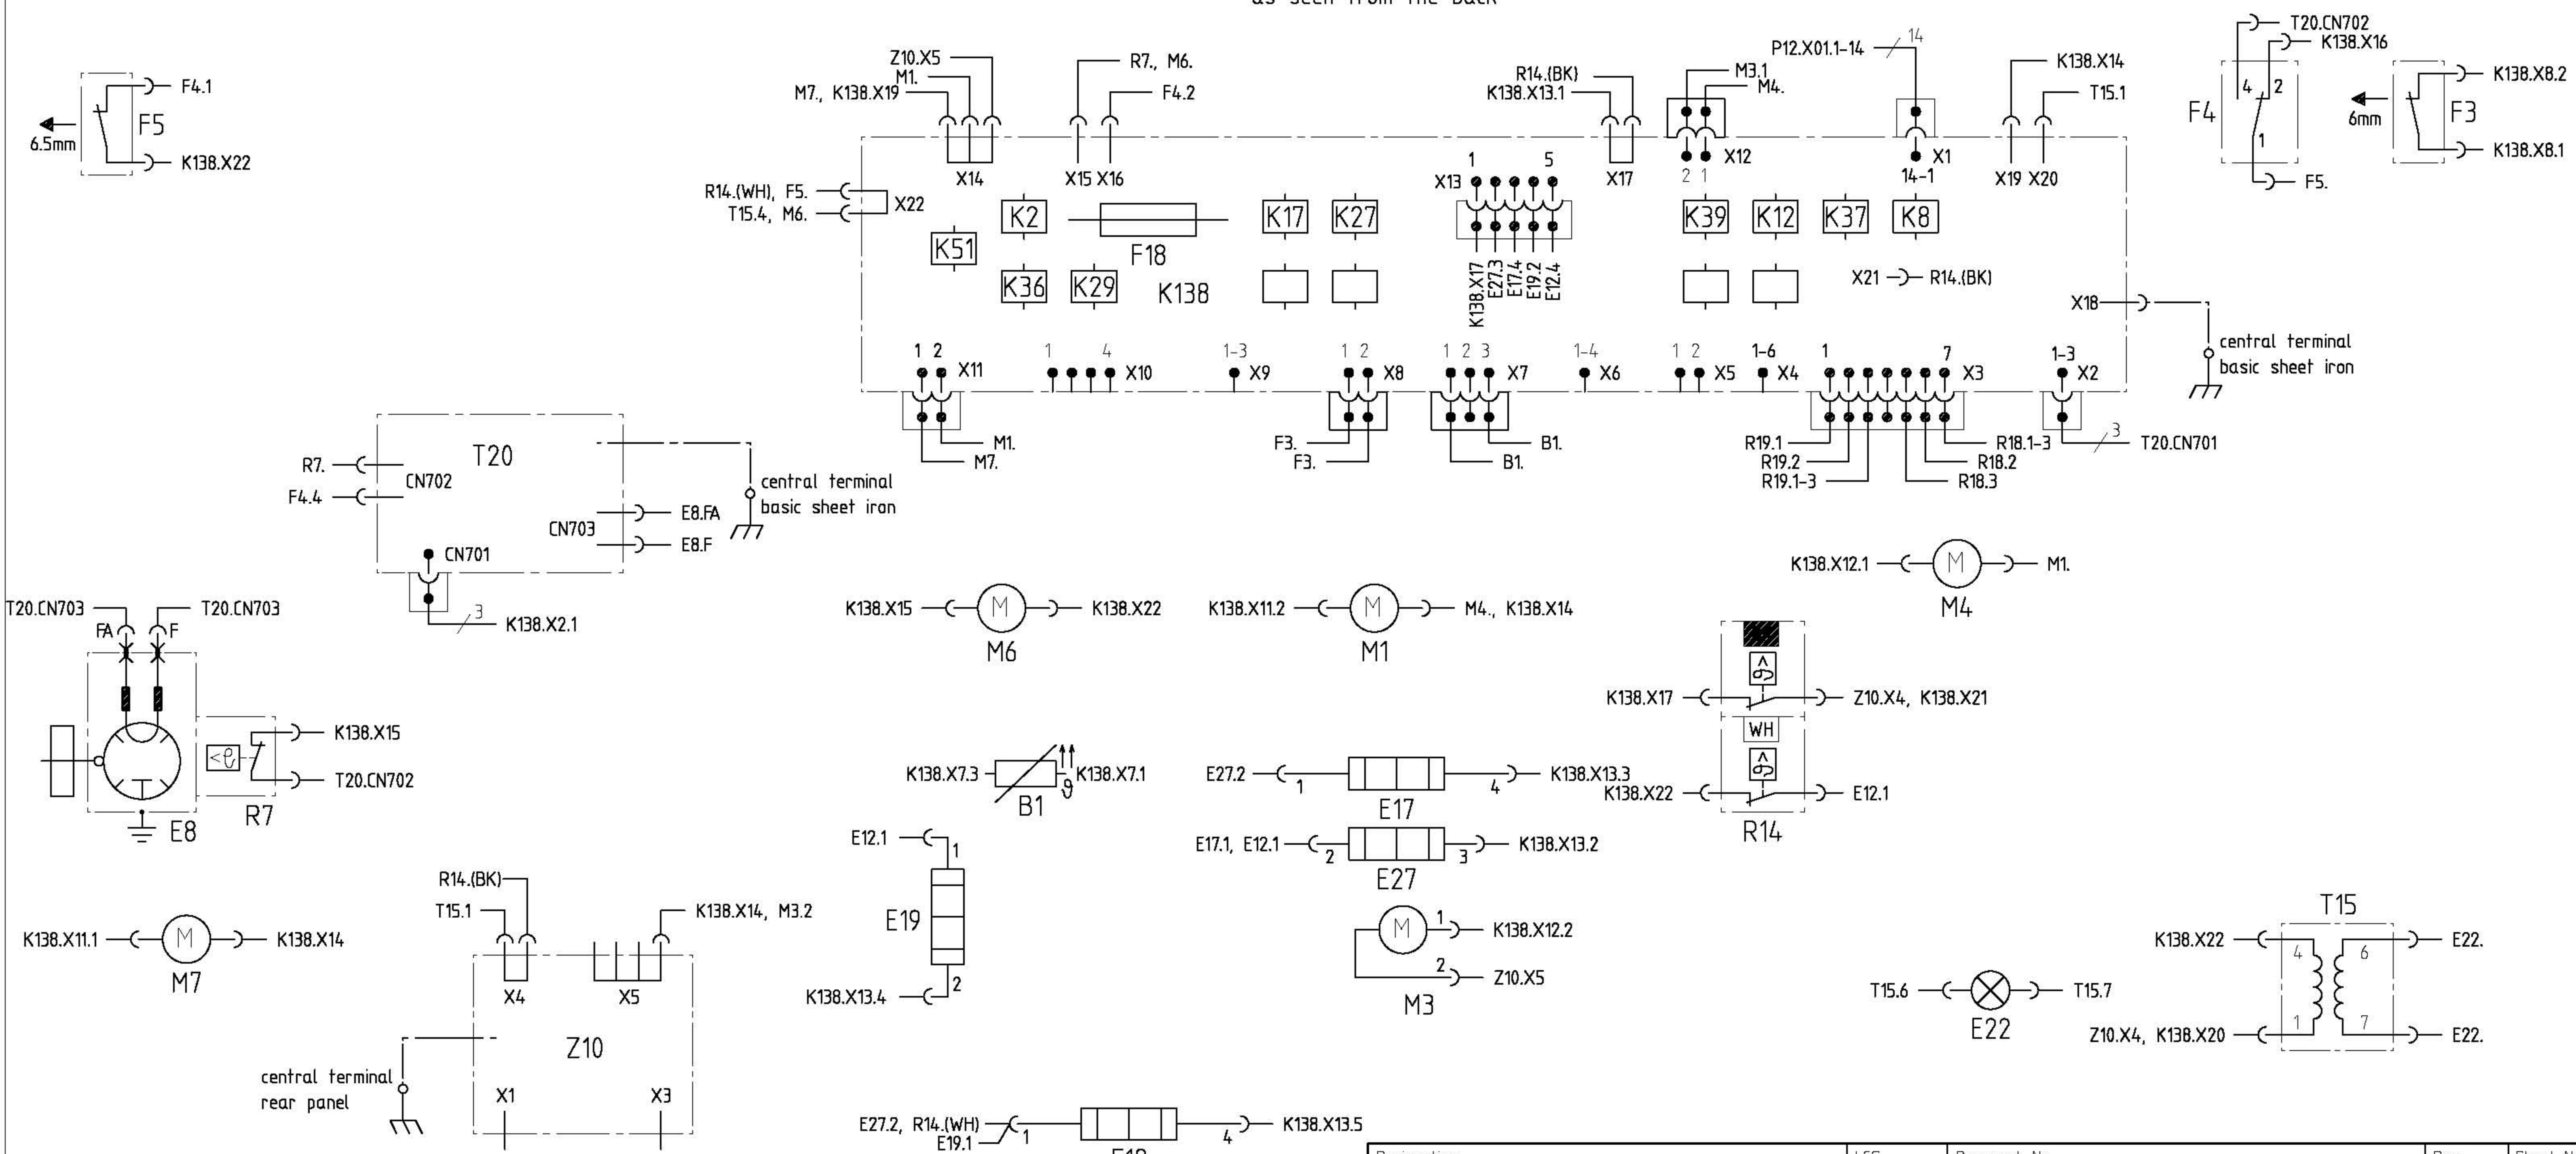 as seen from the back
T20.CN702
K138.X16
F4
4
2
1
F5.
F4.1
F5
6.5mm
K138.X22
Z10.X5
M1.
M7., K138.X19
X14
R7., M6.
F4.2
X15 X16
R14.(BK)
K138.X13.1
X17
M3.1
M4.
X12
2 1
P12.X01.1-14
14
X1
14-1
K138.X14
T15.1
X19 X20
K138.X8.2
6mm
F3
K138.X8.1
R14.(WH), F5.
T15.4, M6.
X22
K51
K2
K36
K29
F18
K138
K17
K27
1
5
X13
K138.X17
E27.3
E17.4
E19.2
E12.4
K39
K12
K37
K8
X21
R14.(BK)
X18
central terminal
basic sheet iron
1 2
X11
M1.
M7.
1
4
X10
1-3
X9
1 2
X8
F3.
F3.
1 2 3
X7
B1.
B1.
1-4
X6
1 2
X5
1-6
X4
1
7
X3
R19.1
R19.2
R19.1-3
R18.1-3
R18.2
R18.3
1-3
X2
3
T20.CN701
T20
R7.
F4.4
CN702
CN703
E8.FA
E8.F
CN701
3
K138.X2.1
central terminal
basic sheet iron
T20.CN703
T20.CN703
FA
F
E8
K138.X15
T20.CN702
R7
K138.X15
M
K138.X22
M6
K138.X11.2
M
M4., K138.X14
M1
K138.X12.1
M
M1.
M4
K138.X17
Z10.X4, K138.X21
WH
K138.X22
E12.1
R14
K138.X7.3
K138.X7.1
B1
ϑ
E27.2
1
4
K138.X13.3
E17
E17.1, E12.1
2
3
K138.X13.2
E27
E12.1
1
E19
2
K138.X13.4
M
1
K138.X12.2
2
Z10.X5
M3
K138.X11.1
M
K138.X14
M7
R14.(BK)
T15.1
X4
K138.X14, M3.2
X5
Z10
X1
X3
central terminal
rear panel
T15.6
T15.7
E22
T15
K138.X22
4
6
E22.
Z10.X4, K138.X20
1
7
E22.
E27.2, R14.(WH)
E19.1
1
4
K138.X13.5